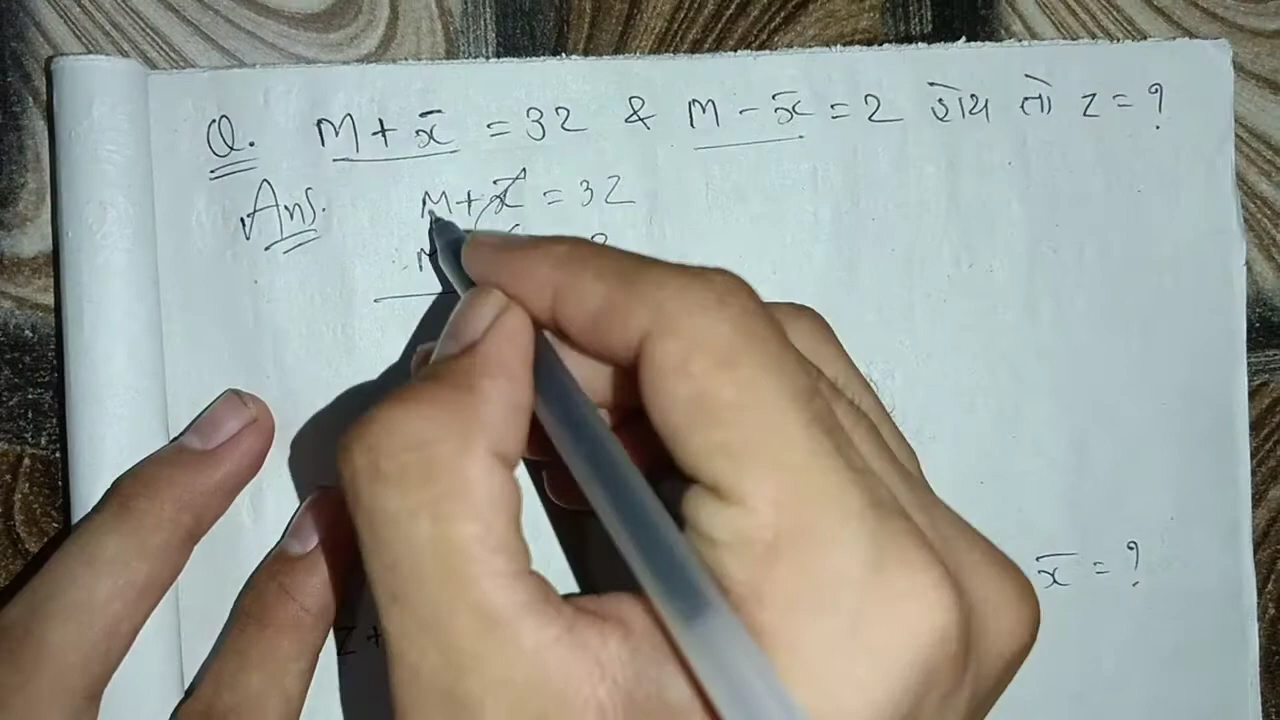 Q. M + x̄ = 32 & M - x̄ = 2 તો Z = ?
Ans. M + x̄ = 32
Z +
x̄ = ?